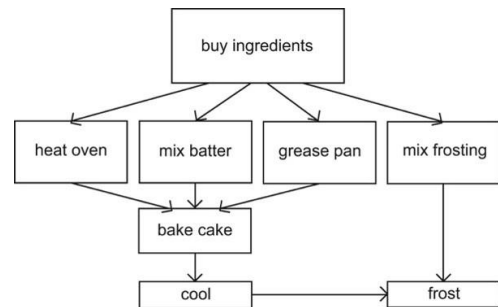 buy ingredients
heat oven
mix batter
grease pan
mix frosting
bake cake
cool
frost